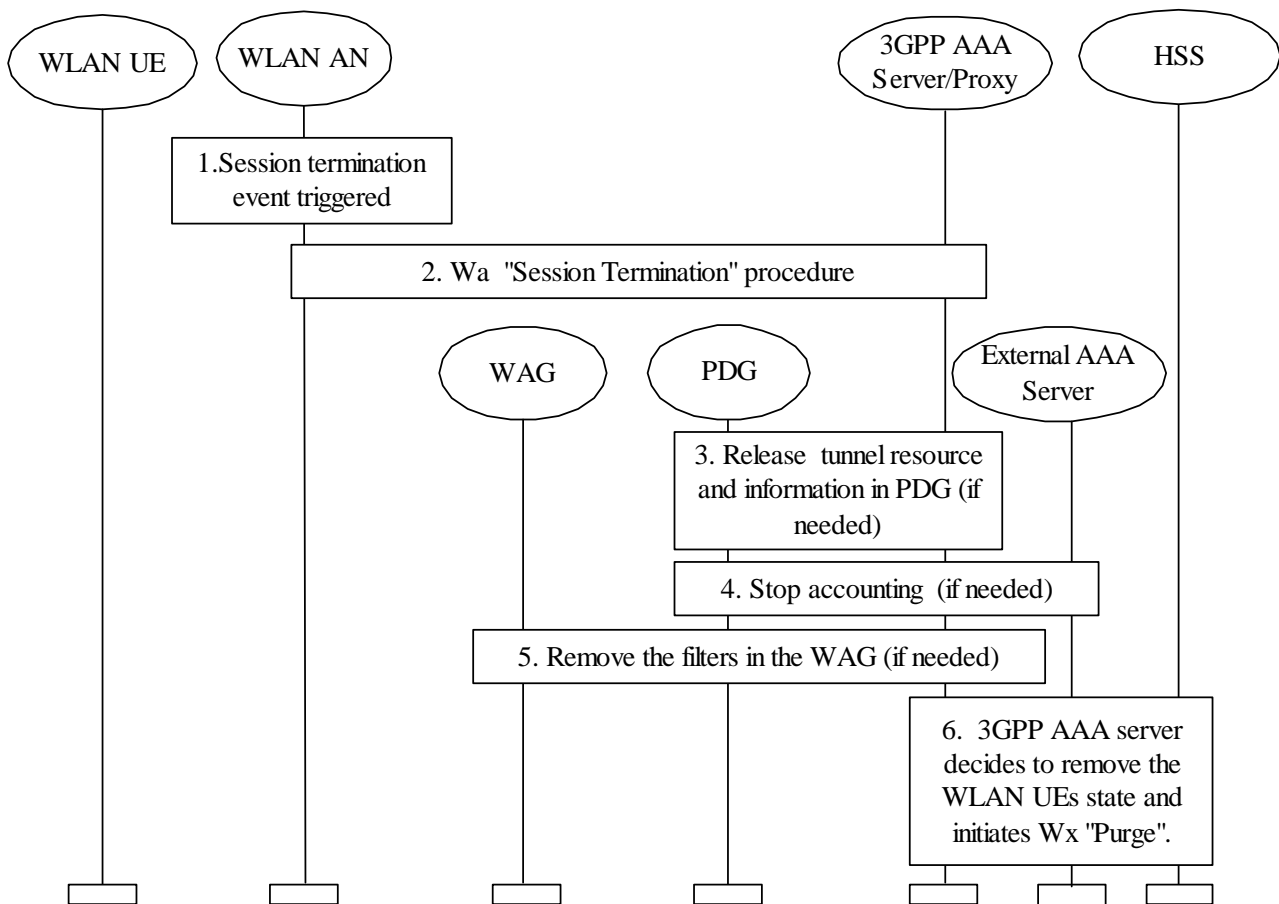 WLAN UE
WLAN AN
3GPP AAA
Server/Proxy
HSS
1.Session termination
event triggered
2. Wa "Session Termination" procedure
WAG
PDG
External AAA
Server
3. Release tunnel resource
and information in PDG (if
needed)
4. Stop accounting (if needed)
5. Remove the filters in the WAG (if needed)
6. 3GPP AAA server
decides to remove the
WLAN UEs state and
initiates Wx "Purge".